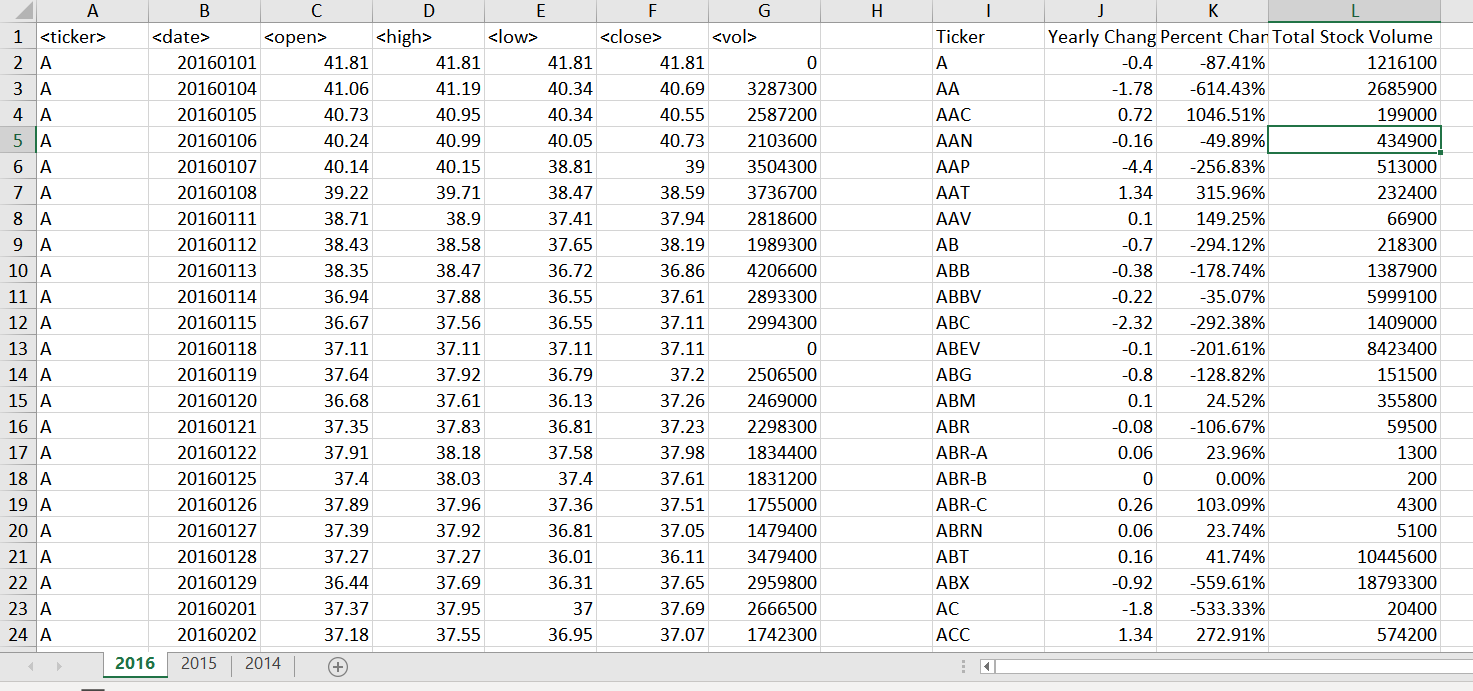 A B C D E F G H I J K L
1 <ticker> <date> <open> <high> <low> <close> <vol> Ticker Yearly Chang Percent Chan Total Stock Volume
2 A 20160101 41.81 41.81 41.81 41.81 0 A -0.4 -87.41% 1216100
3 A 20160104 41.06 41.19 40.34 40.69 3287300 AA -1.78 -614.43% 2685900
4 A 20160105 40.73 40.95 40.34 40.55 2587200 AAC 0.72 1046.51% 199000
5 A 20160106 40.24 40.99 40.05 40.73 2103600 AAN -0.16 -49.89% 434900
6 A 20160107 40.14 40.15 38.81 39 3504300 AAP -4.4 -256.83% 513000
7 A 20160108 39.22 39.71 38.47 38.59 3736700 AAT 1.34 315.96% 232400
8 A 20160111 38.71 38.9 37.41 37.94 2818600 AAV 0.1 149.25% 66900
9 A 20160112 38.43 38.58 37.65 38.19 1989300 AB -0.7 -294.12% 218300
10 A 20160113 38.35 38.47 36.72 36.86 4206600 ABB -0.38 -178.74% 1387900
11 A 20160114 36.94 37.88 36.55 37.61 2893300 ABBV -0.22 -35.07% 5999100
12 A 20160115 36.67 37.56 36.55 37.11 2994300 ABC -2.32 -292.38% 1409000
13 A 20160118 37.11 37.11 37.11 37.11 0 ABEV -0.1 -201.61% 8423400
14 A 20160119 37.64 37.92 36.79 37.2 2506500 ABG -0.8 -128.82% 151500
15 A 20160120 36.68 37.61 36.13 37.26 2469000 ABM 0.1 24.52% 355800
16 A 20160121 37.35 37.83 36.81 37.23 2298300 ABR -0.08 -106.67% 59500
17 A 20160122 37.91 38.18 37.58 37.98 1834400 ABR-A 0.06 23.96% 1300
18 A 20160125 37.4 38.03 37.4 37.61 1831200 ABR-B 0 0.00% 200
19 A 20160126 37.89 37.96 37.36 37.51 1755000 ABR-C 0.26 103.09% 4300
20 A 20160127 37.39 37.92 36.81 37.05 1479400 ABRN 0.06 23.74% 5100
21 A 20160128 37.27 37.27 36.01 36.11 3479400 ABT 0.16 41.74% 10445600
22 A 20160129 36.44 37.69 36.31 37.65 2959800 ABX -0.92 -559.61% 18793300
23 A 20160201 37.37 37.95 37 37.69 2666500 AC -1.8 -533.33% 20400
24 A 20160202 37.18 37.55 36.95 37.07 1742300 ACC 1.34 272.91% 574200
2016 2015 2014